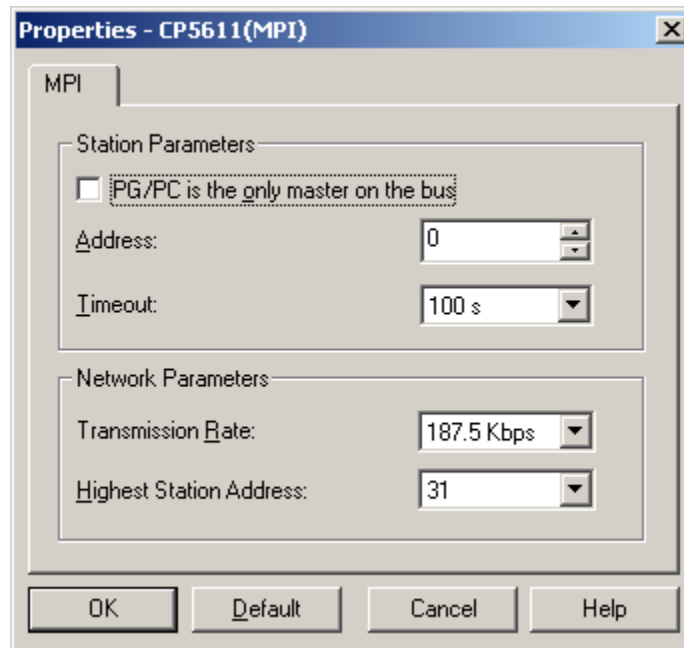 Properties - CP5611(MPI)
MPI
Station Parameters
PG/PC is the only master on the bus
Address: 0
Timeout: 100 s
Network Parameters
Transmission Rate: 187.5 Kbps
Highest Station Address: 31
OK Default Cancel Help